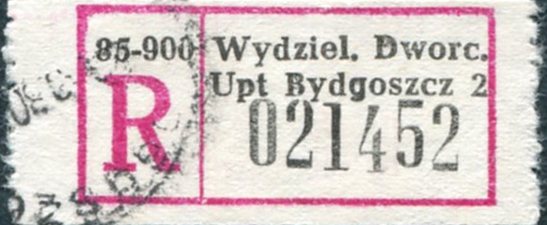 85-900 Wydziel. Dworc.
R Upt Bydgoszcz 2
021452